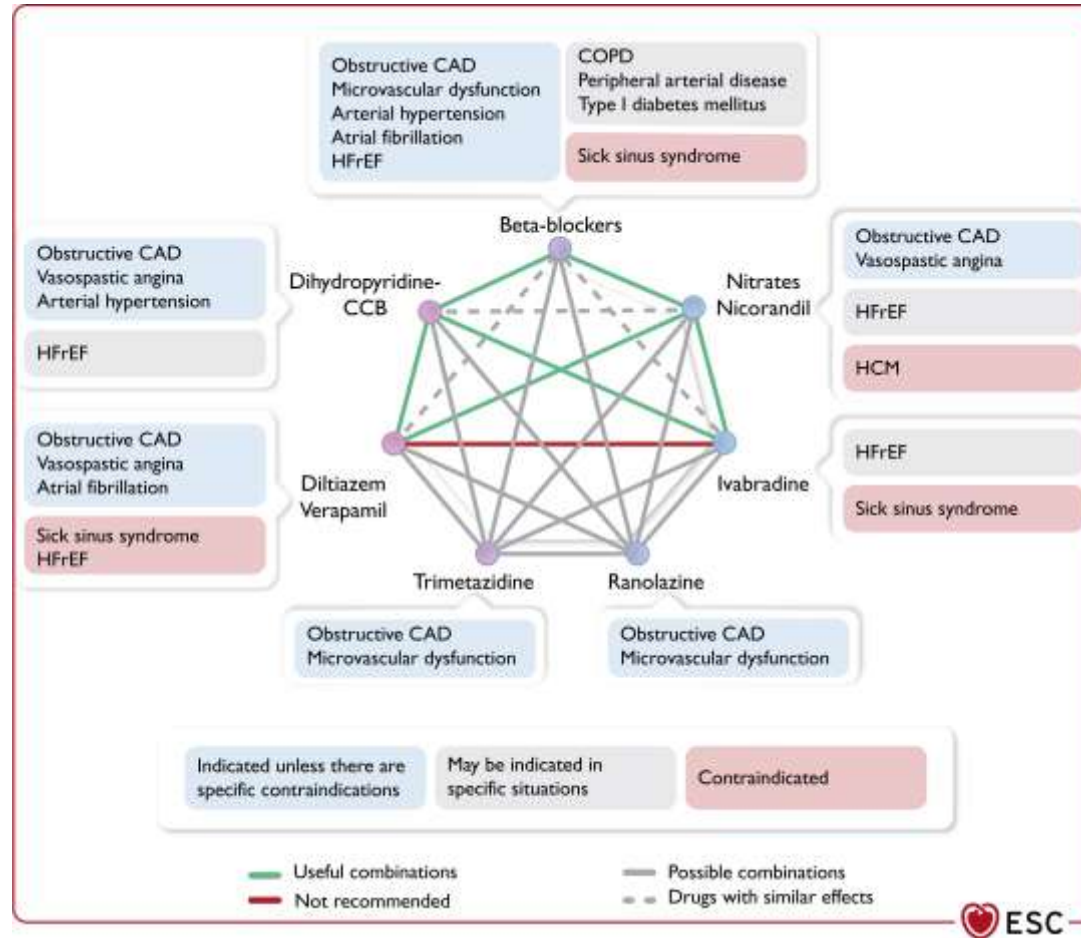 Obstructive CAD
Microvascular dysfunction
Arterial hypertension
Atrial fibrillation
HFrEF
COPD
Peripheral arterial disease
Type I diabetes mellitus
Sick sinus syndrome
Beta-blockers
Obstructive CAD
Vasospastic angina
Arterial hypertension
HFrEF
Dihydropyridine-
CCB
Nitrates
Nicorandil
Obstructive CAD
Vasospastic angina
HFrEF
HCM
Obstructive CAD
Vasospastic angina
Atrial fibrillation
Sick sinus syndrome
HFrEF
Diltiazem
Verapamil
Ivabradine
HFrEF
Sick sinus syndrome
Trimetazidine
Ranolazine
Obstructive CAD
Microvascular dysfunction
Obstructive CAD
Microvascular dysfunction
Indicated unless there are
specific contraindications
May be indicated in
specific situations
Contraindicated
Useful combinations
Not recommended
Possible combinations
Drugs with similar effects
ESC